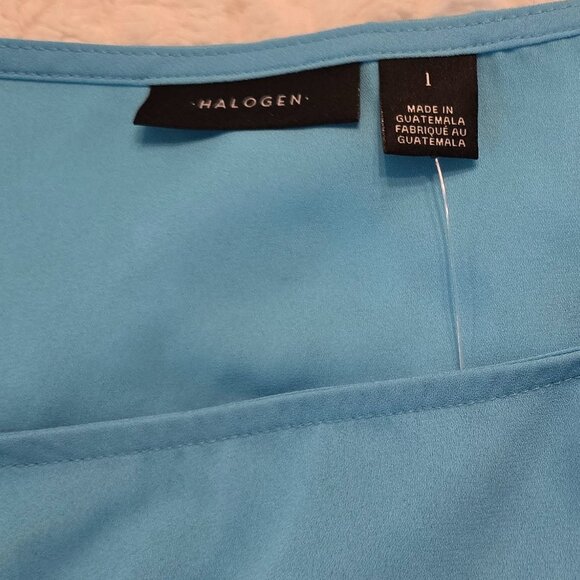 ·HALOGEN·
1
MADE IN
GUATEMALA
FABRIQUÉ AU
GUATEMALA